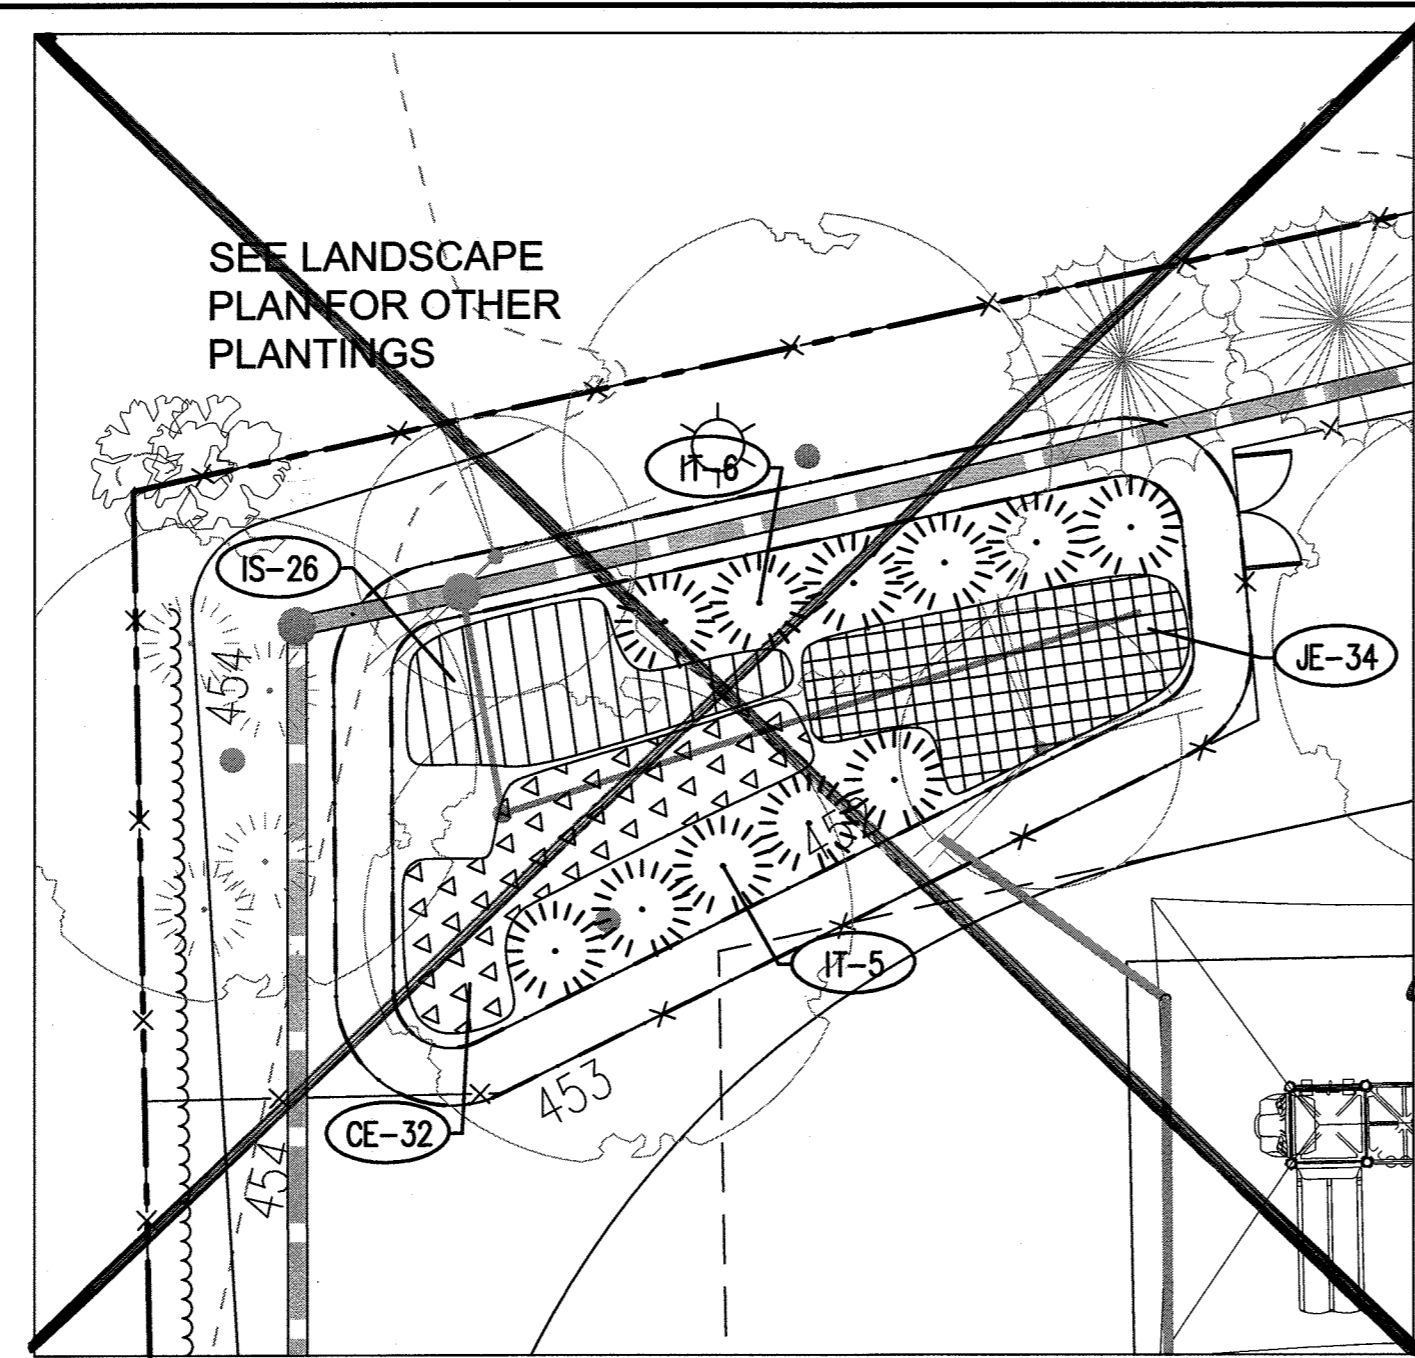 SEE LANDSCAPE
PLAN FOR OTHER
PLANTINGS
IT-6
IS-26
454
JE-34
IT-5
453
CE-32
454